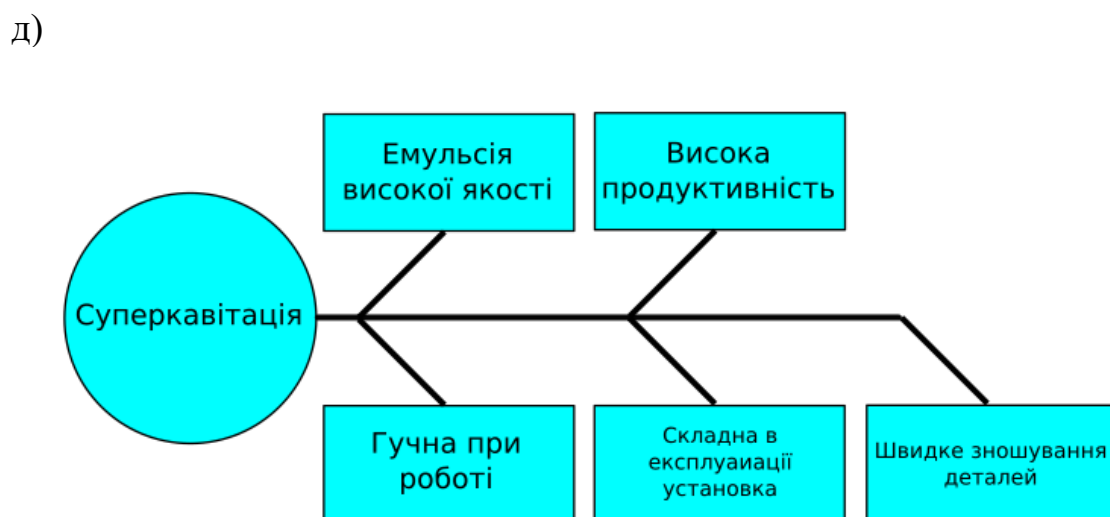 д)
Емульсія
високої якості
Висока
продуктивність
Суперкавітація
Гучна при
роботі
Складна в
експлуаиації
установка
Швидке зношування
деталей